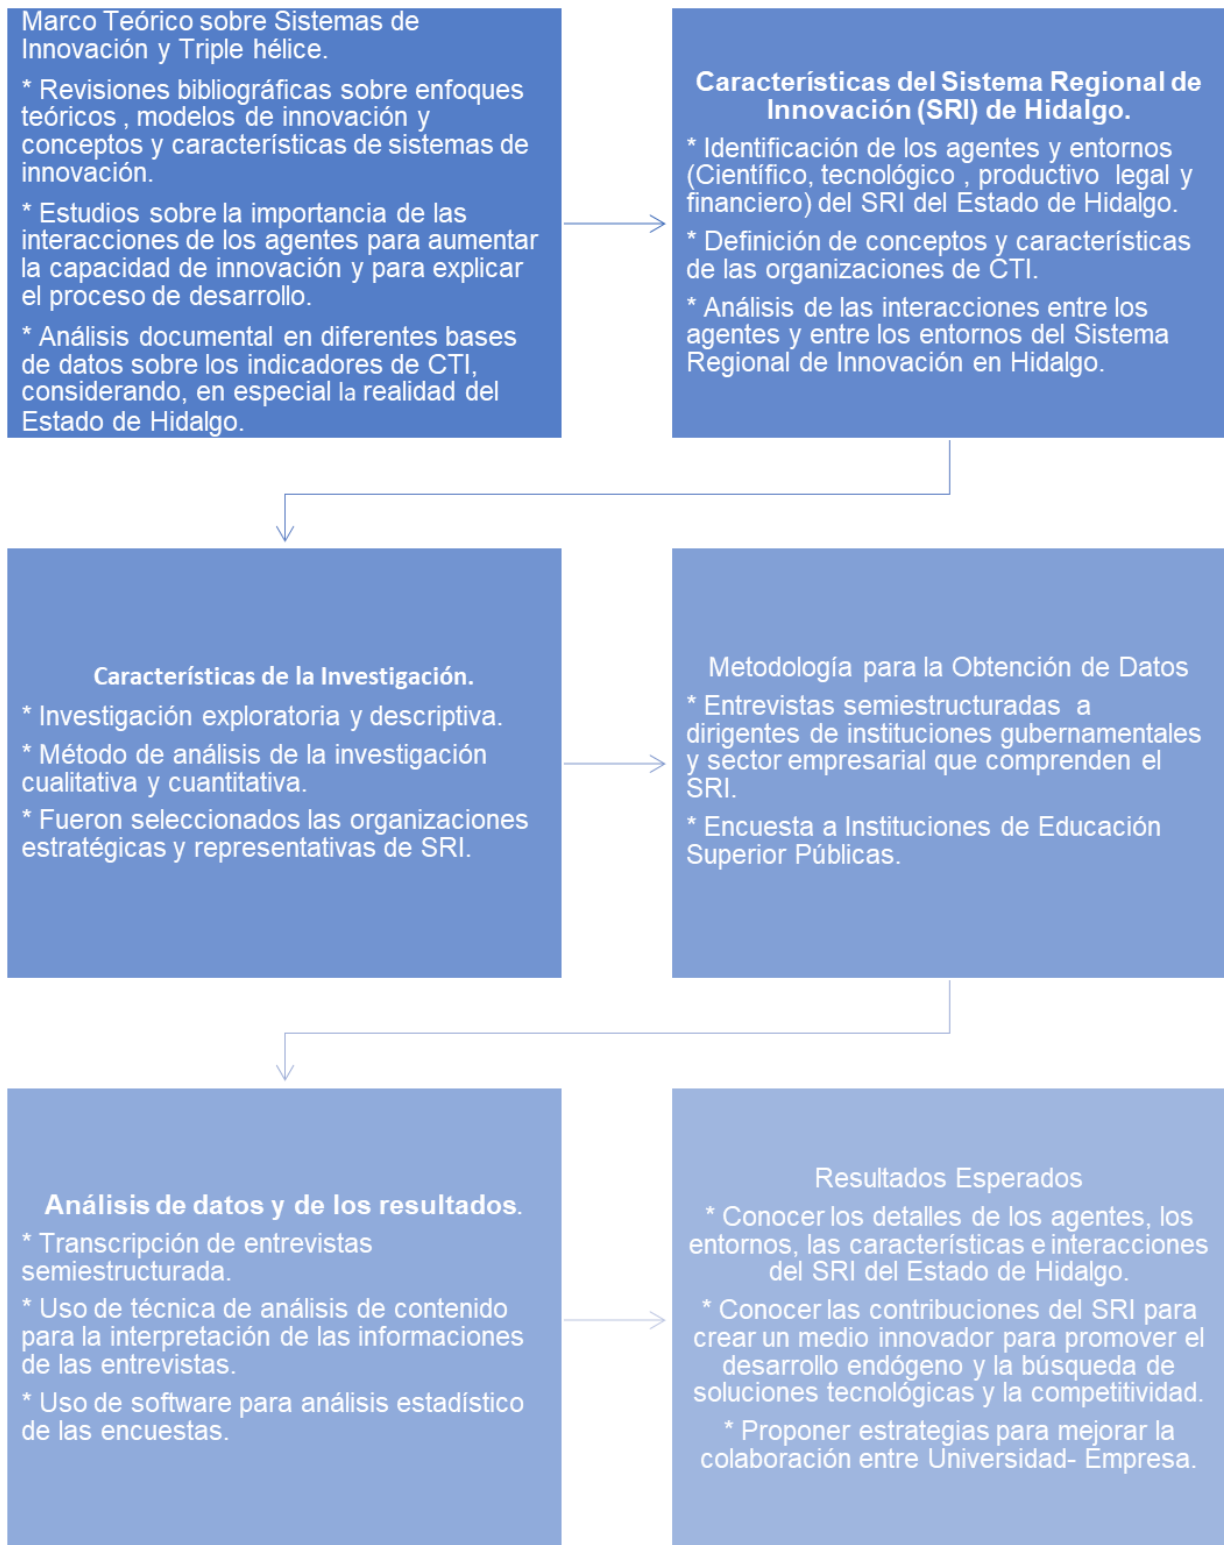 Marco Teórico sobre Sistemas de
Innovación y Triple hélice.
* Revisiones bibliográficas sobre enfoques
teóricos , modelos de innovación y
conceptos y características de sistemas de
innovación.
* Estudios sobre la importancia de las
interacciones de los agentes para aumentar
la capacidad de innovación y para explicar
el proceso de desarrollo.
* Análisis documental en diferentes bases
de datos sobre los indicadores de CTI,
considerando, en especial la realidad del
Estado de Hidalgo.
Características del Sistema Regional de
Innovación (SRI) de Hidalgo.
* Identificación de los agentes y entornos
(Científico, tecnológico , productivo legal y
financiero) del SRI del Estado de Hidalgo.
* Definición de conceptos y características
de las organizaciones de CTI.
* Análisis de las interacciones entre los
agentes y entre los entornos del Sistema
Regional de Innovación en Hidalgo.
Características de la Investigación.
* Investigación exploratoria y descriptiva.
* Método de análisis de la investigación
cualitativa y cuantitativa.
* Fueron seleccionados las organizaciones
estratégicas y representativas de SRI.
Metodología para la Obtención de Datos
* Entrevistas semiestructuradas a
dirigentes de instituciones gubernamentales
y sector empresarial que comprenden el
SRI.
* Encuesta a Instituciones de Educación
Superior Públicas.
Análisis de datos y de los resultados.
* Transcripción de entrevistas
semiestructurada.
* Uso de técnica de análisis de contenido
para la interpretación de las informaciones
de las entrevistas.
* Uso de software para análisis estadístico
de las encuestas.
Resultados Esperados
* Conocer los detalles de los agentes, los
entornos, las características e interacciones
del SRI del Estado de Hidalgo.
* Conocer las contribuciones del SRI para
crear un medio innovador para promover el
desarrollo endógeno y la búsqueda de
soluciones tecnológicas y la competitividad.
* Proponer estrategias para mejorar la
colaboración entre Universidad- Empresa.